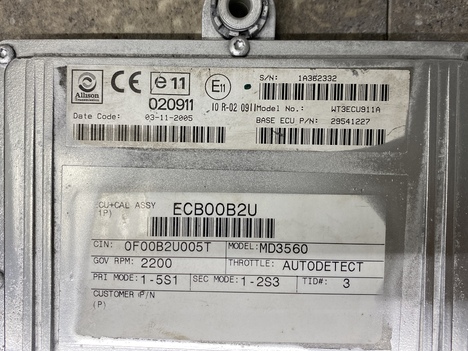 Allison
Transmission
CE
e11
E11
020911
10 R-02 0911
S/N: 1A362332
Model No.: WT3ECU911A
Date Code: 03-11-2005
BASE ECU P/N: 29541227
ECU+CAL ASSY
(P) ECB00B2U
CIN: 0F00B2U005T MODEL: MD3560
GOV RPM: 2200 THROTTLE: AUTODETECT
PRI MODE: 1-5S1 SEC MODE: 1-2S3 TID#: 3
CUSTOMER P/N
(P)